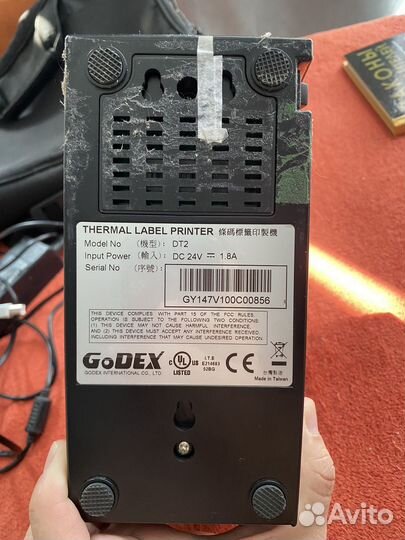 ЗАКОНЫ
THERMAL LABEL PRINTER 條碼標籤印製機
Model No (機型): DT2
Input Power (輸入): DC 24V ⎓ 1.8A
Serial No (序號):
GY147V100C00856
THIS DEVICE COMPLIES WITH PART 15 OF THE FCC RULES.
OPERATION IS SUBJECT TO THE FOLLOWING TWO CONDITIONS:
(1) THIS DEVICE MAY NOT CAUSE HARMFUL INTERFERENCE,
AND (2) THIS DEVICE MUST ACCEPT ANY INTERFERENCE RECEIVED,
INCLUDING INTERFERENCE THAT MAY CAUSE UNDESIRED OPERATION.
GoDEX
GODEX INTERNATIONAL CO., LTD.
C UL US
LISTED
I.T.E
E214683
52BG
CE
台灣製造
Made in Taiwan
Avito